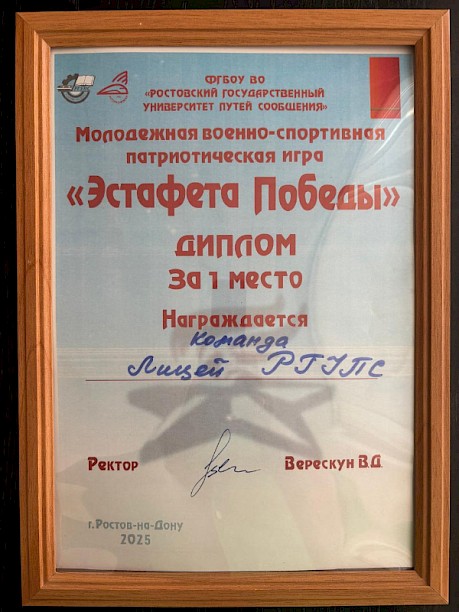 ФГБОУ ВО
«РОСТОВСКИЙ ГОСУДАРСТВЕННЫЙ
УНИВЕРСИТЕТ ПУТЕЙ СООБЩЕНИЯ»
Молодежная военно-спортивная
патриотическая игра
«Эстафета Победы»
ДИПЛОМ
За 1 место
Награждается
команда
Лицей РГУПС
Ректор Верескун В.Д.
г.Ростов-на-Дону
2025